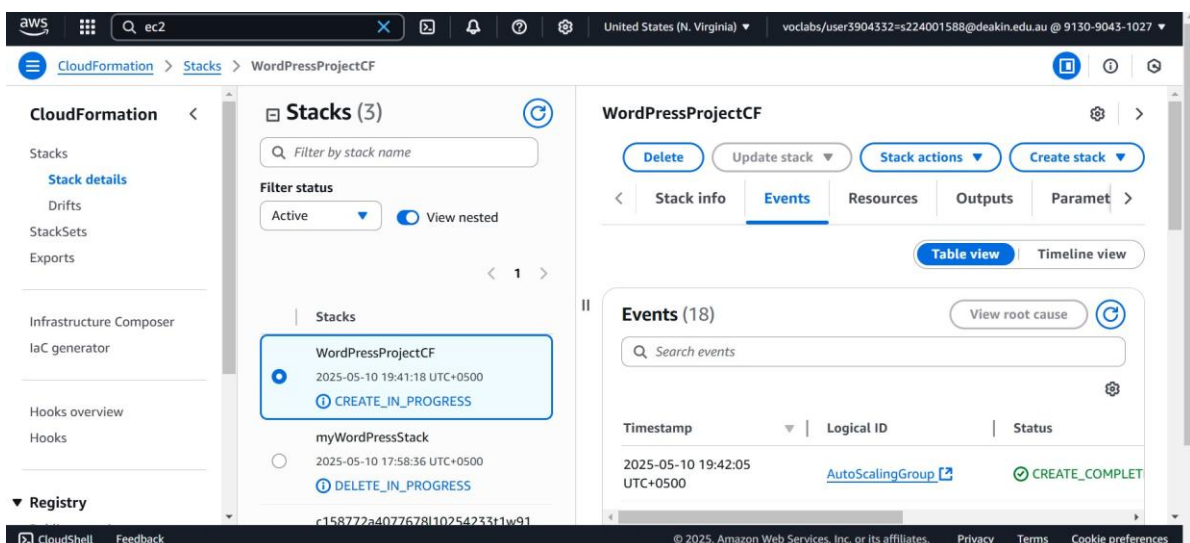 aws
ec2
United States (N. Virginia)
voclabs/user3904332=s224001588@deakin.edu.au @ 9130-9043-1027
CloudFormation > Stacks > WordPressProjectCF
CloudFormation
Stacks
Stack details
Drifts
StackSets
Exports
Infrastructure Composer
IaC generator
Hooks overview
Hooks
Registry
Stacks (3)
Filter by stack name
Filter status
Active
View nested
1
Stacks
WordPressProjectCF
2025-05-10 19:41:18 UTC+0500
CREATE_IN_PROGRESS
myWordPressStack
2025-05-10 17:58:36 UTC+0500
DELETE_IN_PROGRESS
c158772a4077678l10254233t1w91
WordPressProjectCF
Delete
Update stack
Stack actions
Create stack
Stack info
Events
Resources
Outputs
Paramet
Table view
Timeline view
Events (18)
View root cause
Search events
Timestamp
Logical ID
Status
2025-05-10 19:42:05
UTC+0500
AutoScalingGroup
CREATE_COMPLET
CloudShell Feedback
© 2025, Amazon Web Services, Inc. or its affiliates. Privacy Terms Cookie preferences